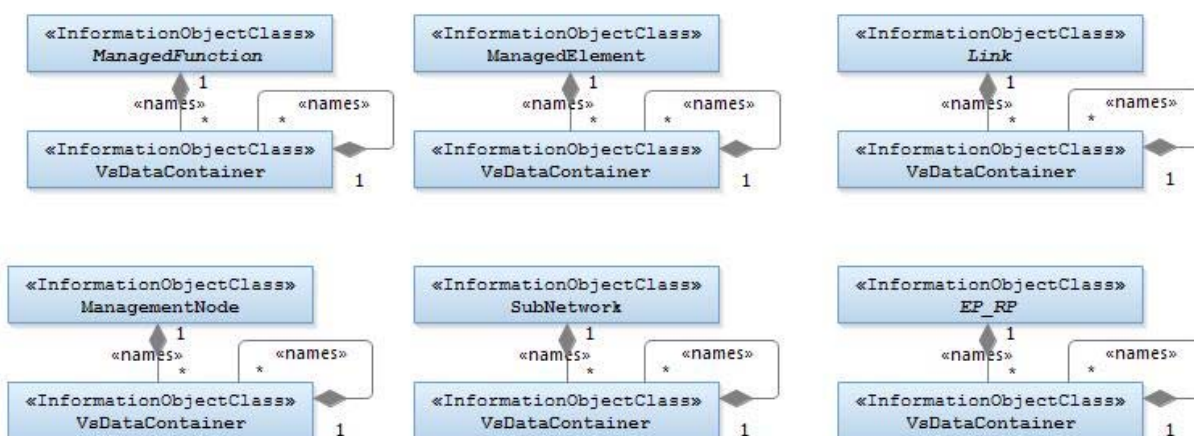 «InformationObjectClass»
ManagedFunction
1
«names»
«names»
*
*
«InformationObjectClass»
VsDataContainer
1
«InformationObjectClass»
ManagedElement
1
«names»
«names»
*
*
«InformationObjectClass»
VsDataContainer
1
«InformationObjectClass»
Link
1
«names»
«names»
*
*
«InformationObjectClass»
VsDataContainer
1
«InformationObjectClass»
ManagementNode
1
«names»
«names»
*
*
«InformationObjectClass»
VsDataContainer
1
«InformationObjectClass»
SubNetwork
1
«names»
«names»
*
*
«InformationObjectClass»
VsDataContainer
1
«InformationObjectClass»
EP_RP
1
«names»
«names»
*
*
«InformationObjectClass»
VsDataContainer
1